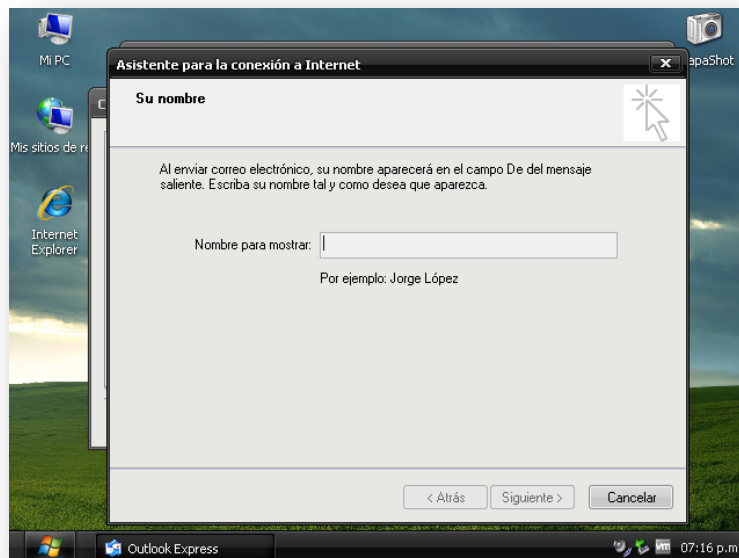 Mi PC
apaShot
Asistente para la conexión a Internet
Su nombre
Mis sitios de re
Al enviar correo electrónico, su nombre aparecerá en el campo De del mensaje
saliente. Escriba su nombre tal y como desea que aparezca.
Internet
Explorer
Nombre para mostrar:
Por ejemplo: Jorge López
< Atrás
Siguiente >
Cancelar
Outlook Express
vm
07:16 p.m